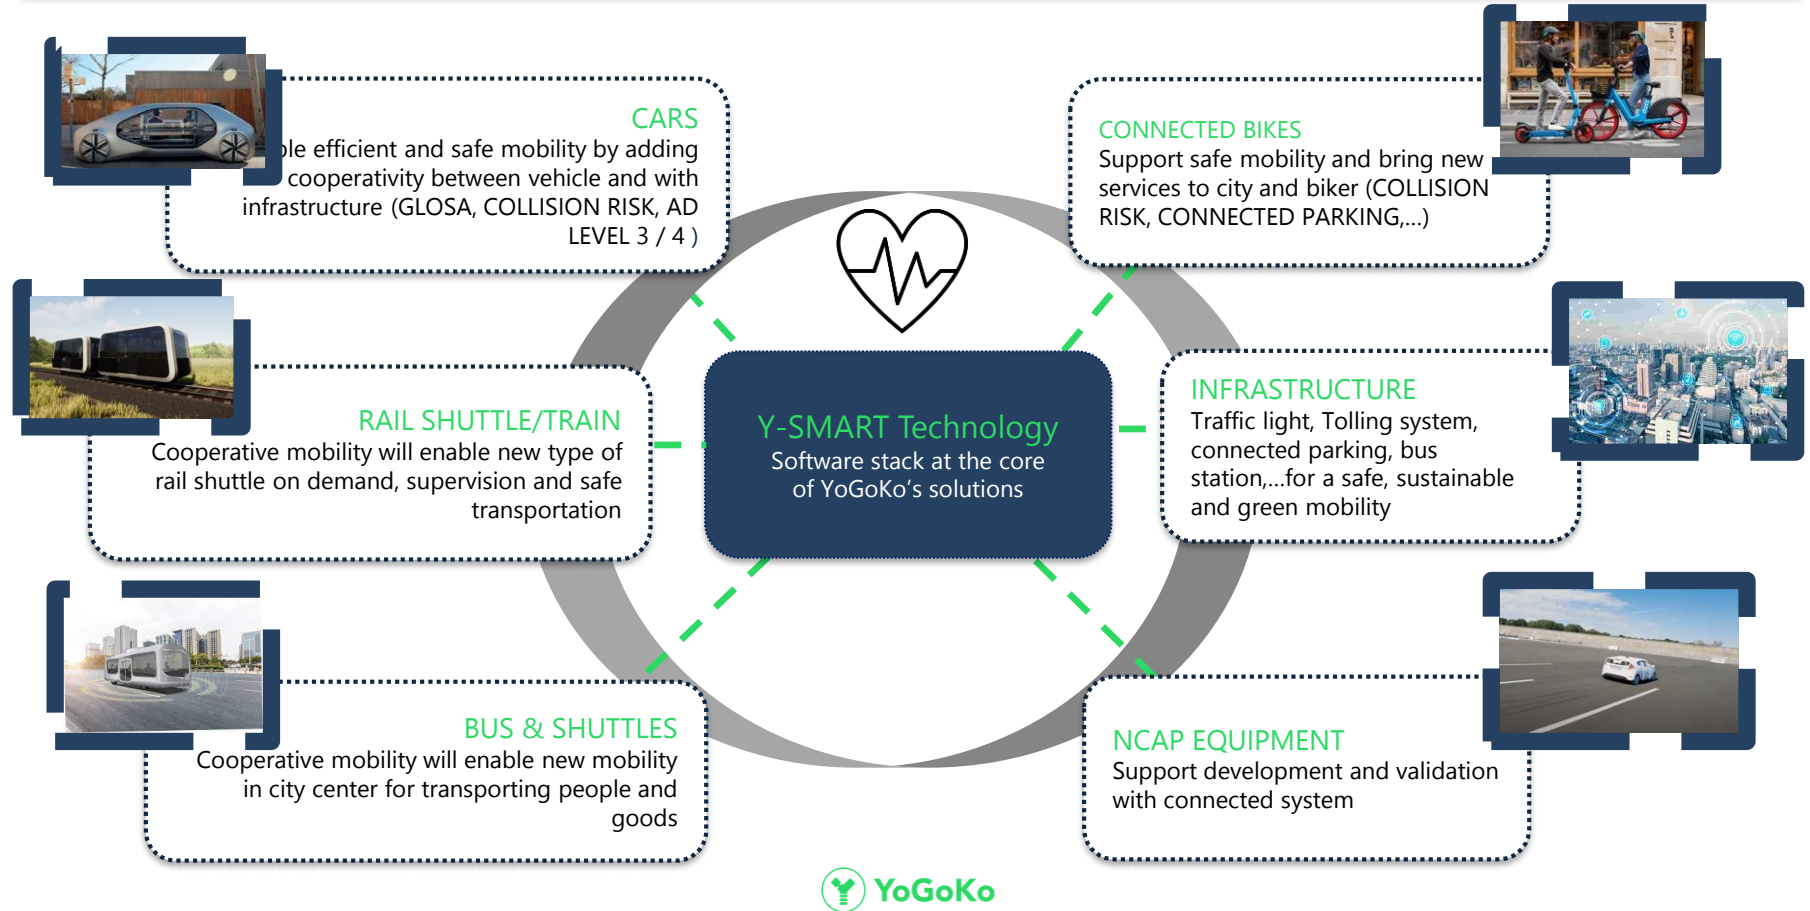 CARS
efficient and safe mobility by adding
cooperativity between vehicle and with
infrastructure (GLOSA, COLLISION RISK, AD
LEVEL 3 / 4 )
CONNECTED BIKES
Support safe mobility and bring new
services to city and biker (COLLISION
RISK, CONNECTED PARKING,...)
RAIL SHUTTLE/TRAIN
Cooperative mobility will enable new type of
rail shuttle on demand, supervision and safe
transportation
Y-SMART Technology
Software stack at the core
of YoGoKo’s solutions
INFRASTRUCTURE
Traffic light, Tolling system,
connected parking, bus
station,...for a safe, sustainable
and green mobility
BUS & SHUTTLES
Cooperative mobility will enable new mobility
in city center for transporting people and
goods
NCAP EQUIPMENT
Support development and validation
with connected system
YoGoKo